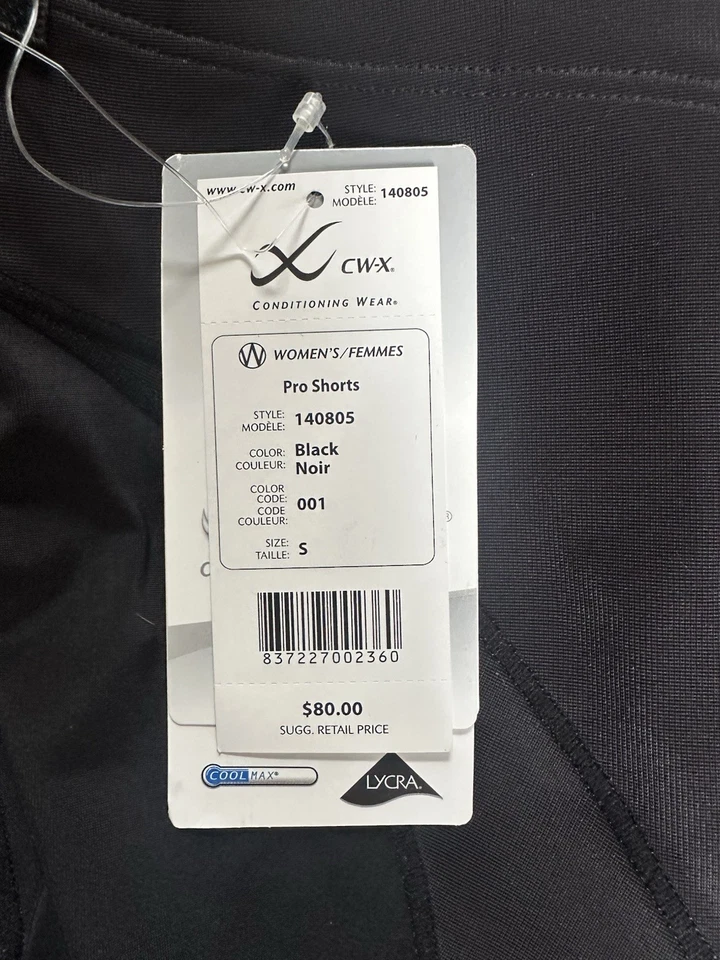 www.cw-x.com
STYLE: 140805
MODÈLE:
CW-X®
CONDITIONING WEAR®
W WOMEN'S/FEMMES
Pro Shorts
STYLE: 140805
MODÈLE:
COLOR: Black
COULEUR: Noir
COLOR
CODE: 001
CODE
COULEUR:
SIZE: S
TAILLE:
®
837227002360
$80.00
SUGG. RETAIL PRICE
COOLMAX®
LYCRA®